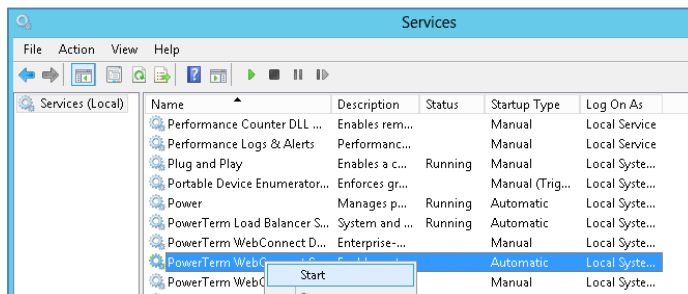 Services
File Action View Help
Services (Local)
Name Description Status Startup Type Log On As
Performance Counter DLL ... Enables rem... Manual Local Service
Performance Logs & Alerts Performanc... Manual Local Service
Plug and Play Enables a c... Running Manual Local Syste...
Portable Device Enumerator... Enforces gr... Manual (Trig... Local Syste...
Power Manages p... Running Automatic Local Syste...
PowerTerm Load Balancer S... System and ... Running Automatic Local Syste...
PowerTerm WebConnect D... Enterprise-... Manual Local Syste...
PowerTerm Automatic Local Syste...
Start
PowerTerm Manual Local Syste...